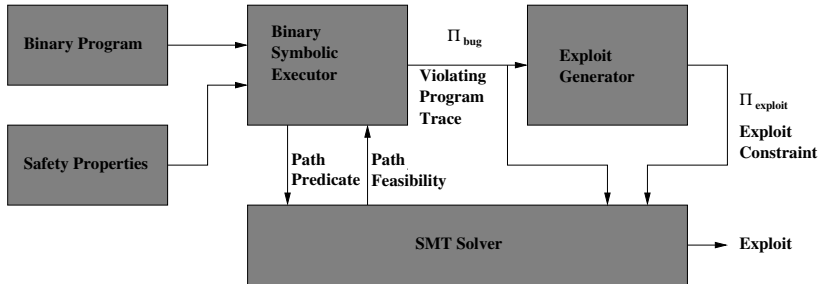 Binary Program
Safety Properties
Binary
Symbolic
Executor
Π bug
Violating
Program
Trace
Exploit
Generator
Π exploit
Exploit
Constraint
Path
Predicate
Path
Feasibility
SMT Solver
Exploit